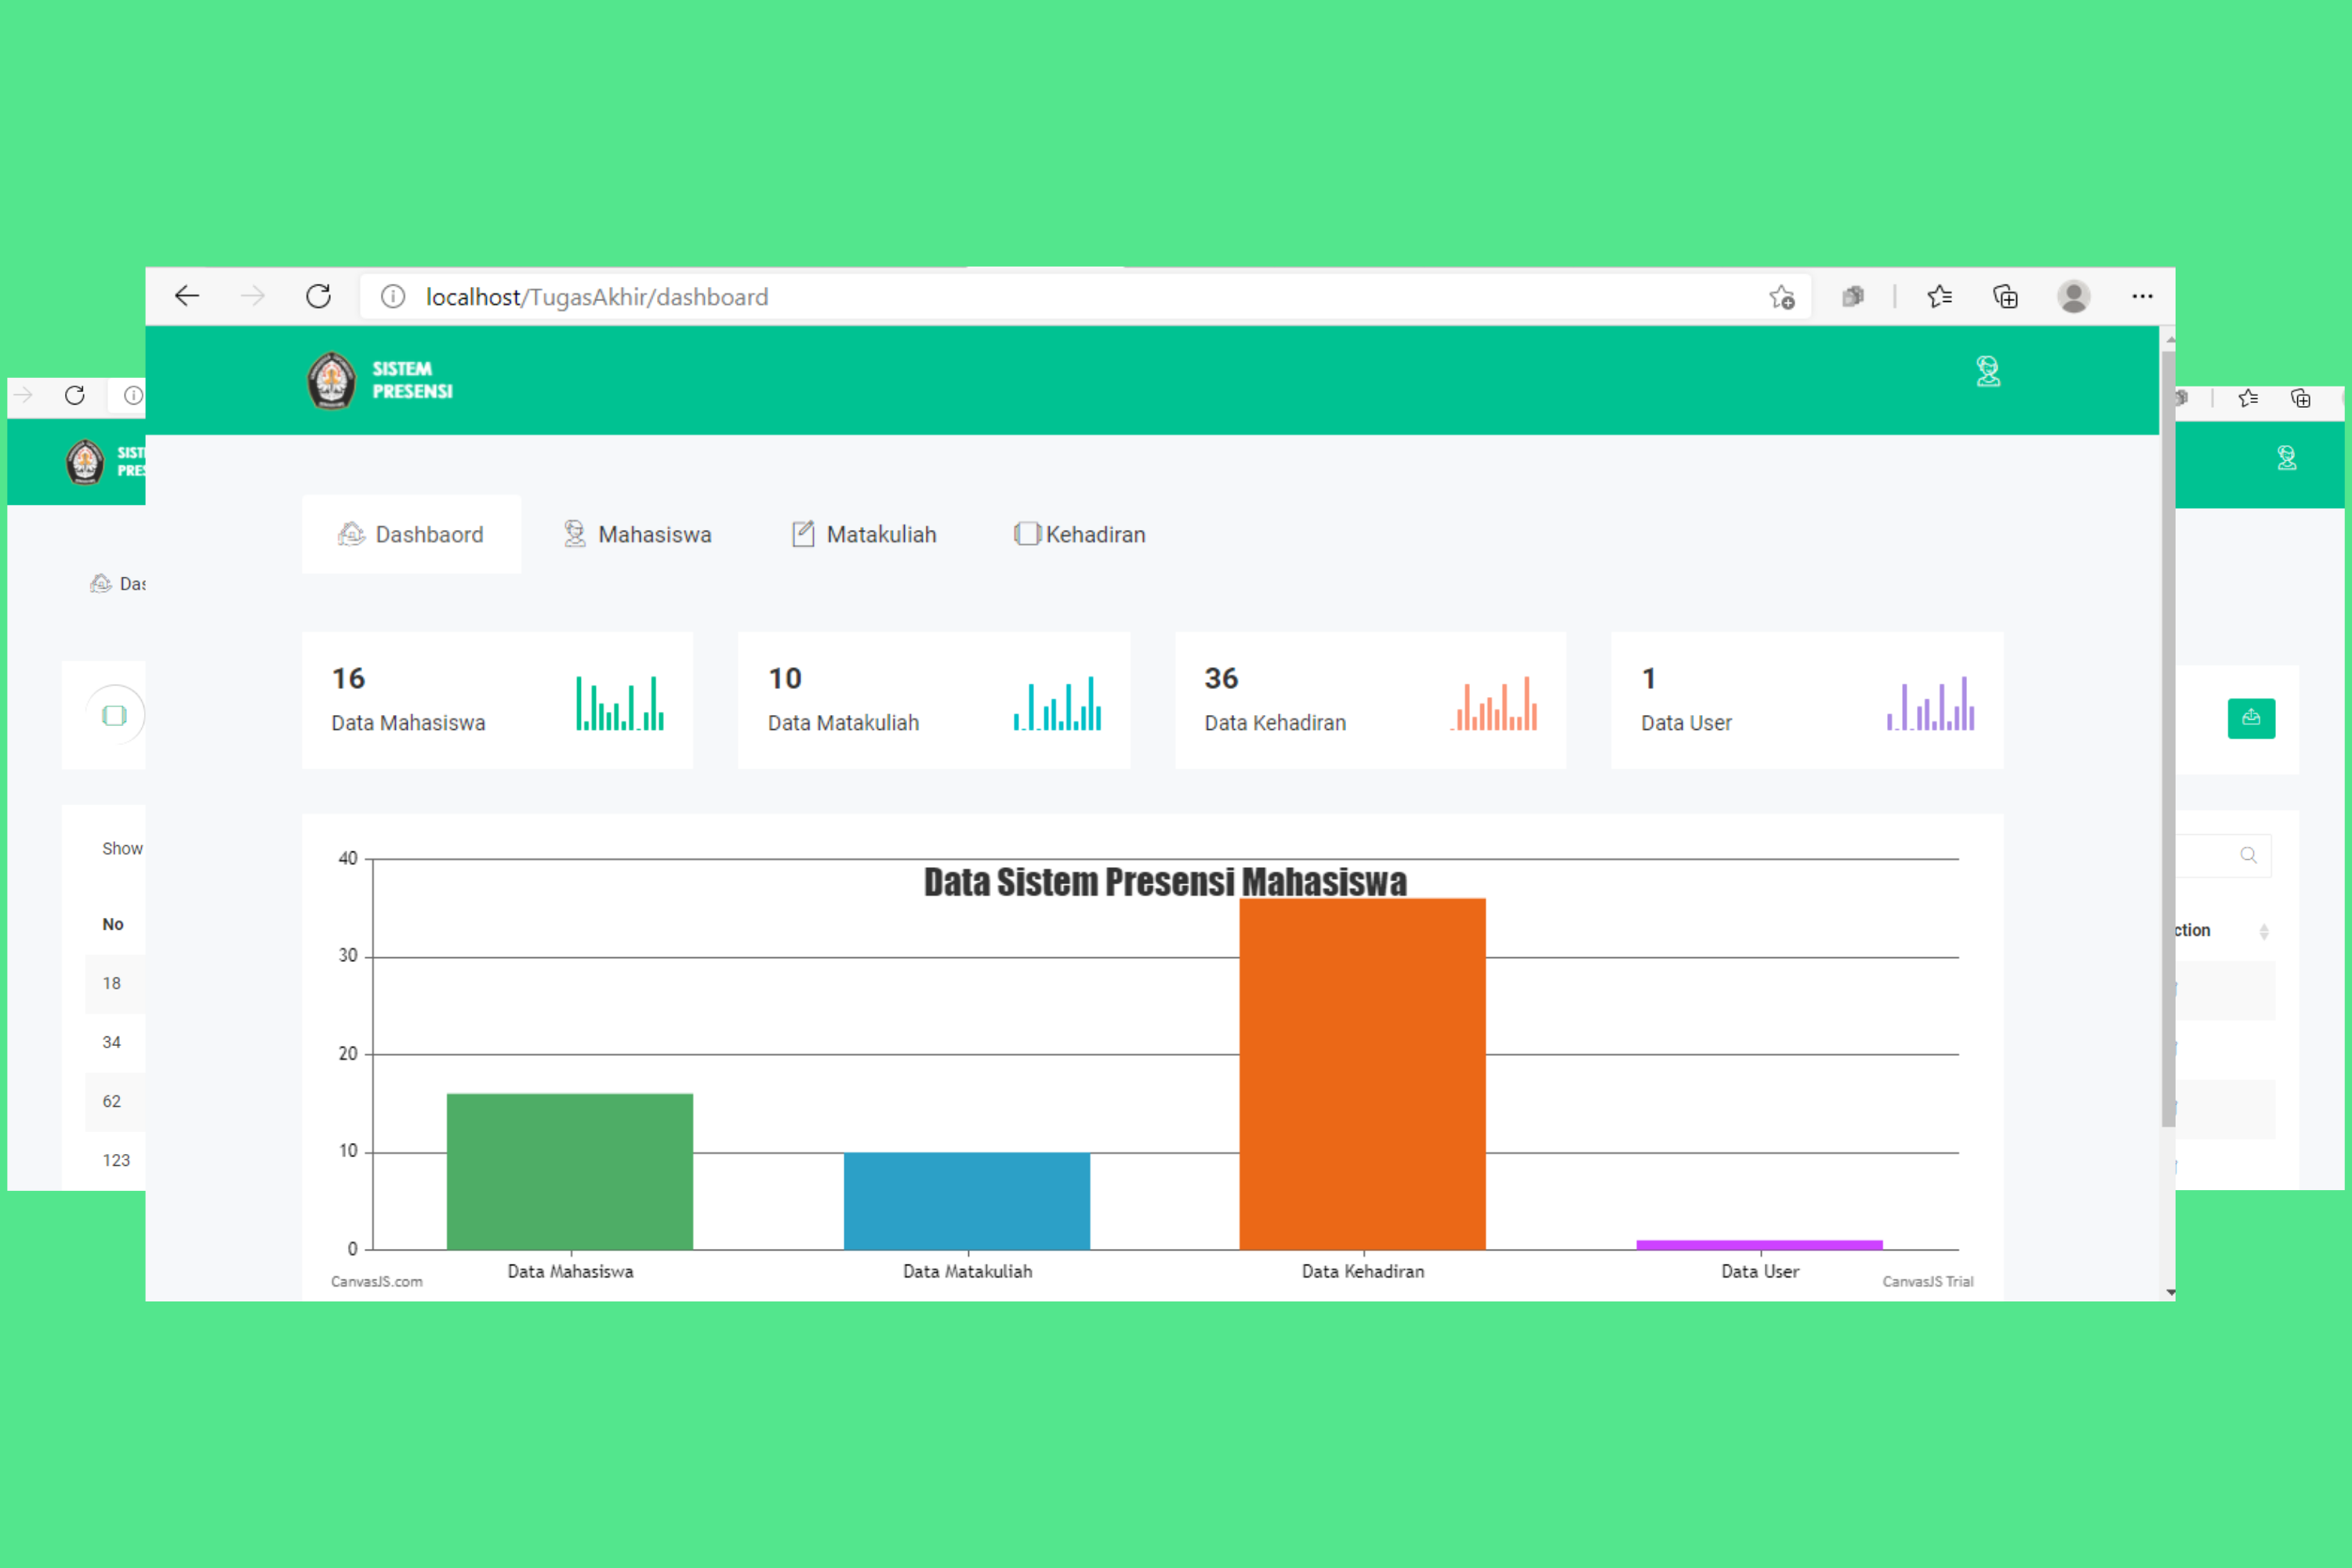 localhost/TugasAkhir/dashboard
SISTEM
PRESENSI
Dashbaord
Mahasiswa
Matakuliah
Kehadiran
16
Data Mahasiswa
10
Data Matakuliah
36
Data Kehadiran
1
Data User
Data Sistem Presensi Mahasiswa
40
30
20
10
0
Data Mahasiswa
Data Matakuliah
Data Kehadiran
Data User
CanvasJS.com
CanvasJS Trial
SIST
PRES
Das
Show
No
18
34
62
123
ction